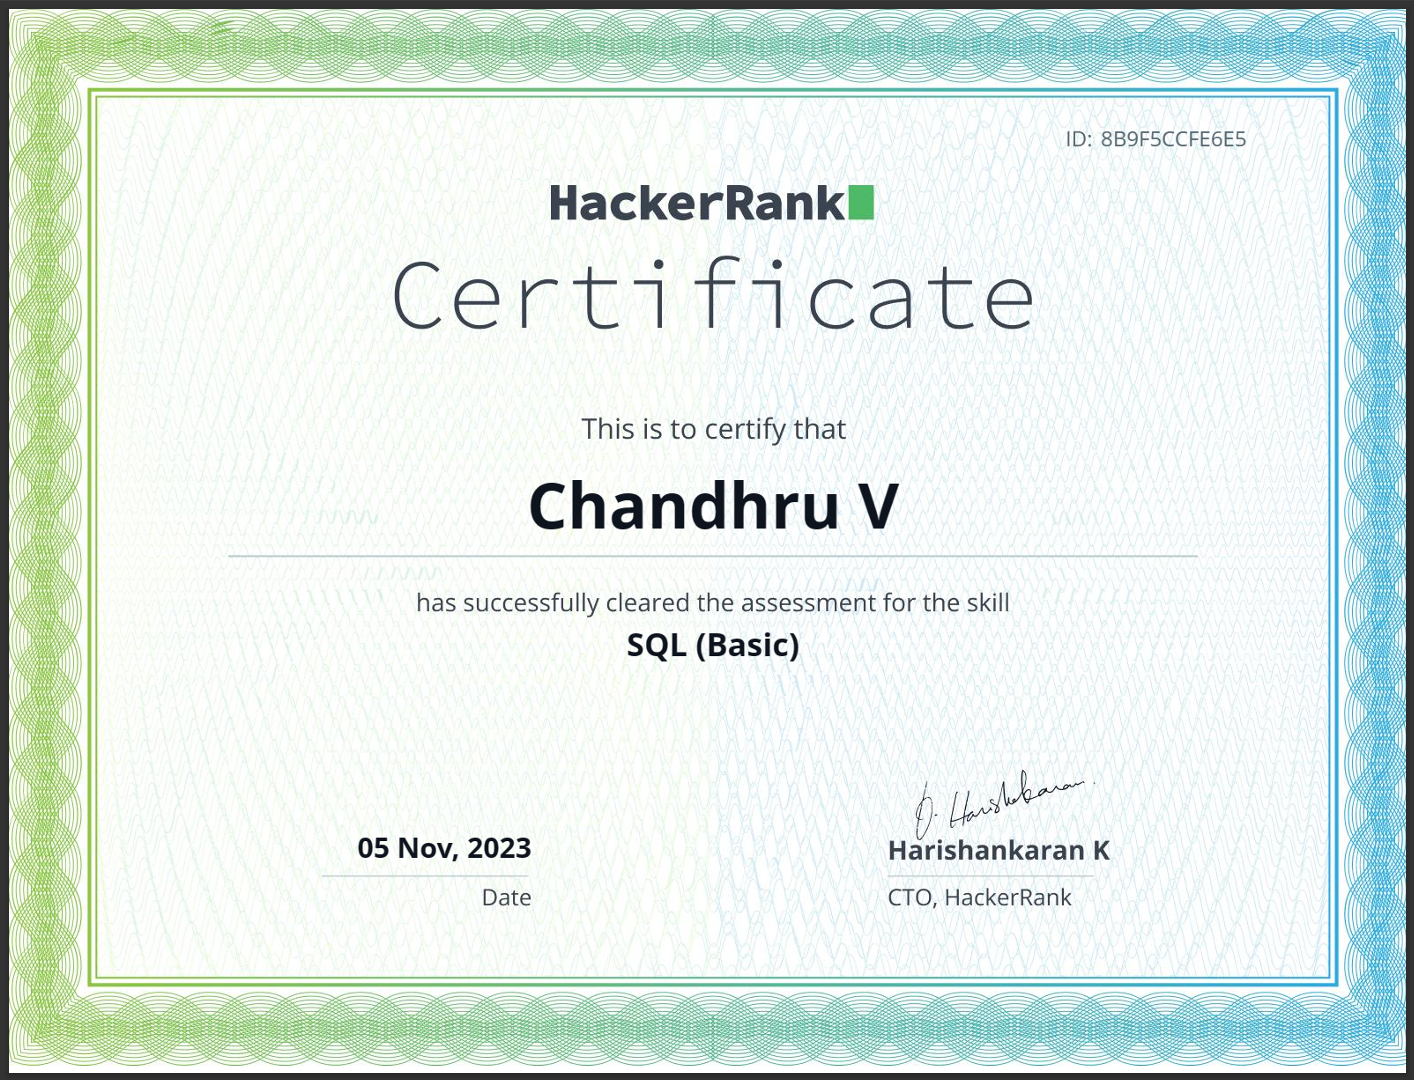 ID: 8B9F5CCFE6E5
HackerRank
Certificate
This is to certify that
Chandhru V
has successfully cleared the assessment for the skill
SQL (Basic)
05 Nov, 2023
Date
Harishankaran K
CTO, HackerRank